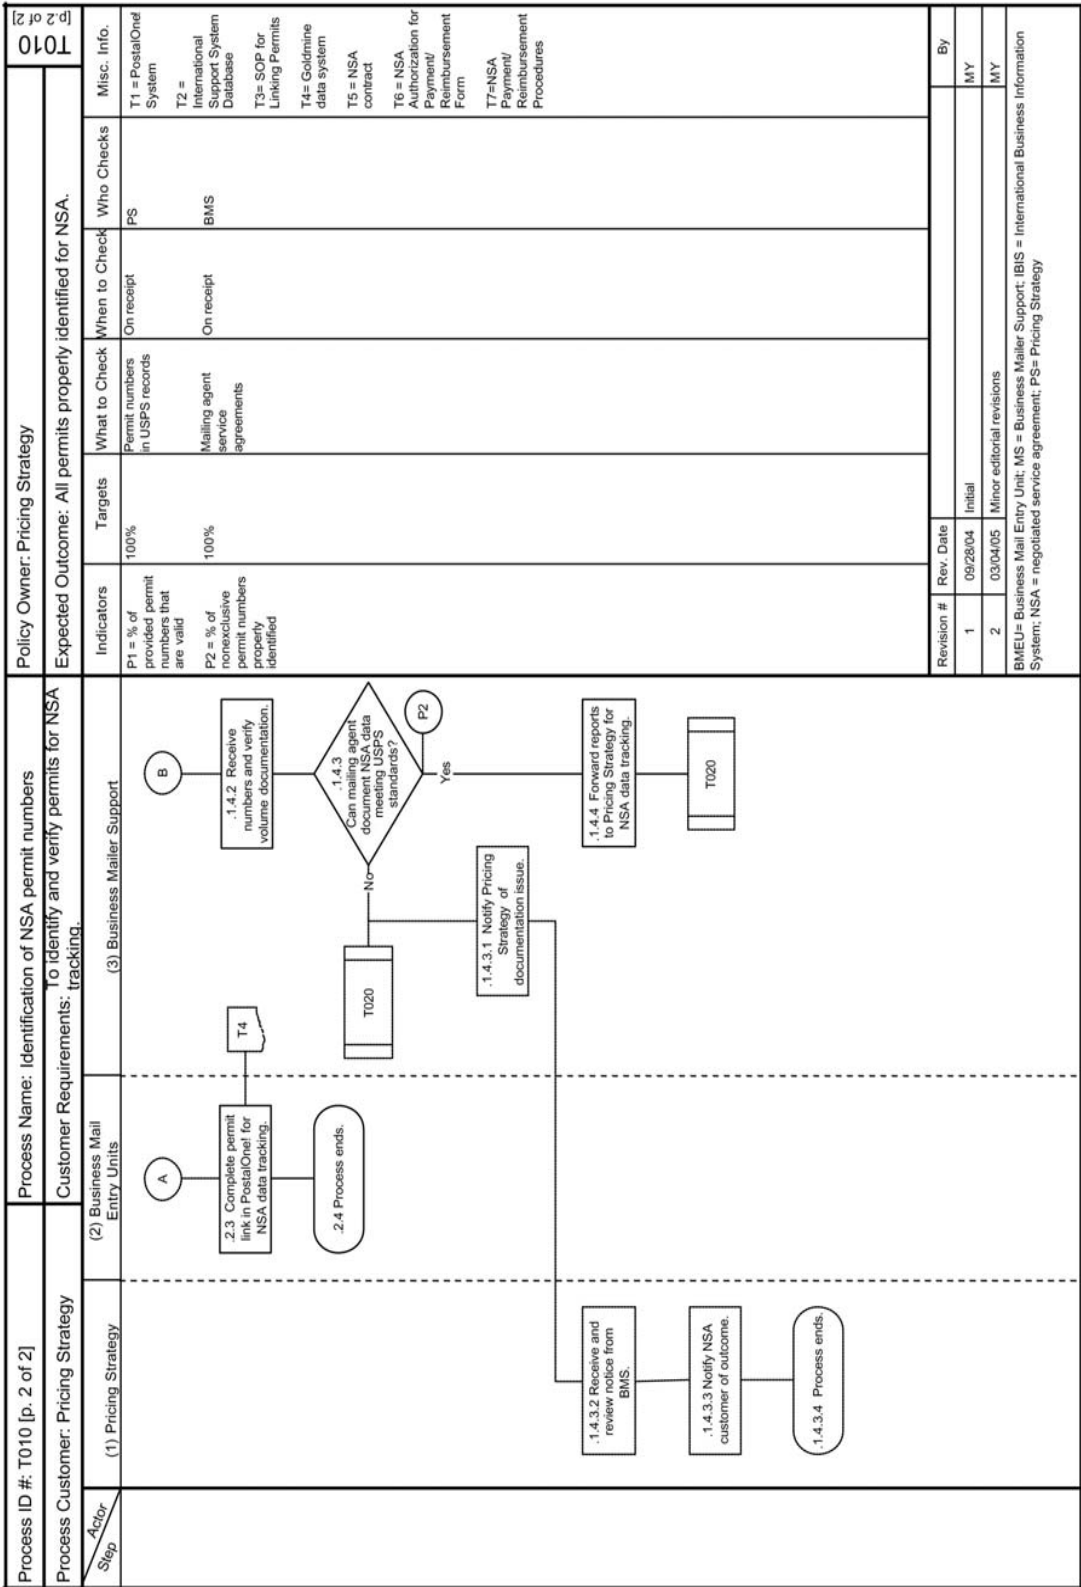 Process ID #: T010 [p. 2 of 2]
Process Name: Identification of NSA permit numbers
Policy Owner: Pricing Strategy
T010
[p.2 of 2]
Process Customer: Pricing Strategy
Customer Requirements: To identify and verify permits for NSA
tracking.
Expected Outcome: All permits properly identified for NSA.
Actor
Step
(1) Pricing Strategy
(2) Business Mail
Entry Units
(3) Business Mailer Support
Indicators
Targets
What to Check
When to Check
Who Checks
Misc. Info.
A
B
.2.3 Complete permit
link in PostalOne! for
NSA data tracking.
T4
.2.4 Process ends.
.1.4.2 Receive
numbers and verify
volume documentation.
.1.4.3
Can mailing agent
document NSA data
meeting USPS
standards?
P2
No
Yes
T020
.1.4.3.1 Notify Pricing
Strategy of
documentation issue.
.1.4.4 Forward reports
to Pricing Strategy for
NSA data tracking.
T020
.1.4.3.2 Receive and
review notice from
BMS.
.1.4.3.3 Notify NSA
customer of outcome.
.1.4.3.4 Process ends.
P1 = % of
provided permit
numbers that
are valid
100%
Permit numbers
in USPS records
On receipt
PS
P2 = % of
nonexclusive
permit numbers
properly
identified
100%
Mailing agent
service
agreements
On receipt
BMS
T1 = PostalOne!
System
T2 =
International
Support System
Database
T3= SOP for
Linking Permits
T4= Goldmine
data system
T5 = NSA
contract
T6 = NSA
Authorization for
Payment/
Reimbursement
Form
T7=NSA
Payment/
Reimbursement
Procedures
Revision # Rev. Date By
1 09/28/04 Initial MY
2 03/04/05 Minor editorial revisions MY
BMEU= Business Mail Entry Unit; MS = Business Mailer Support; IBIS = International Business Information
System; NSA = negotiated service agreement; PS= Pricing Strategy